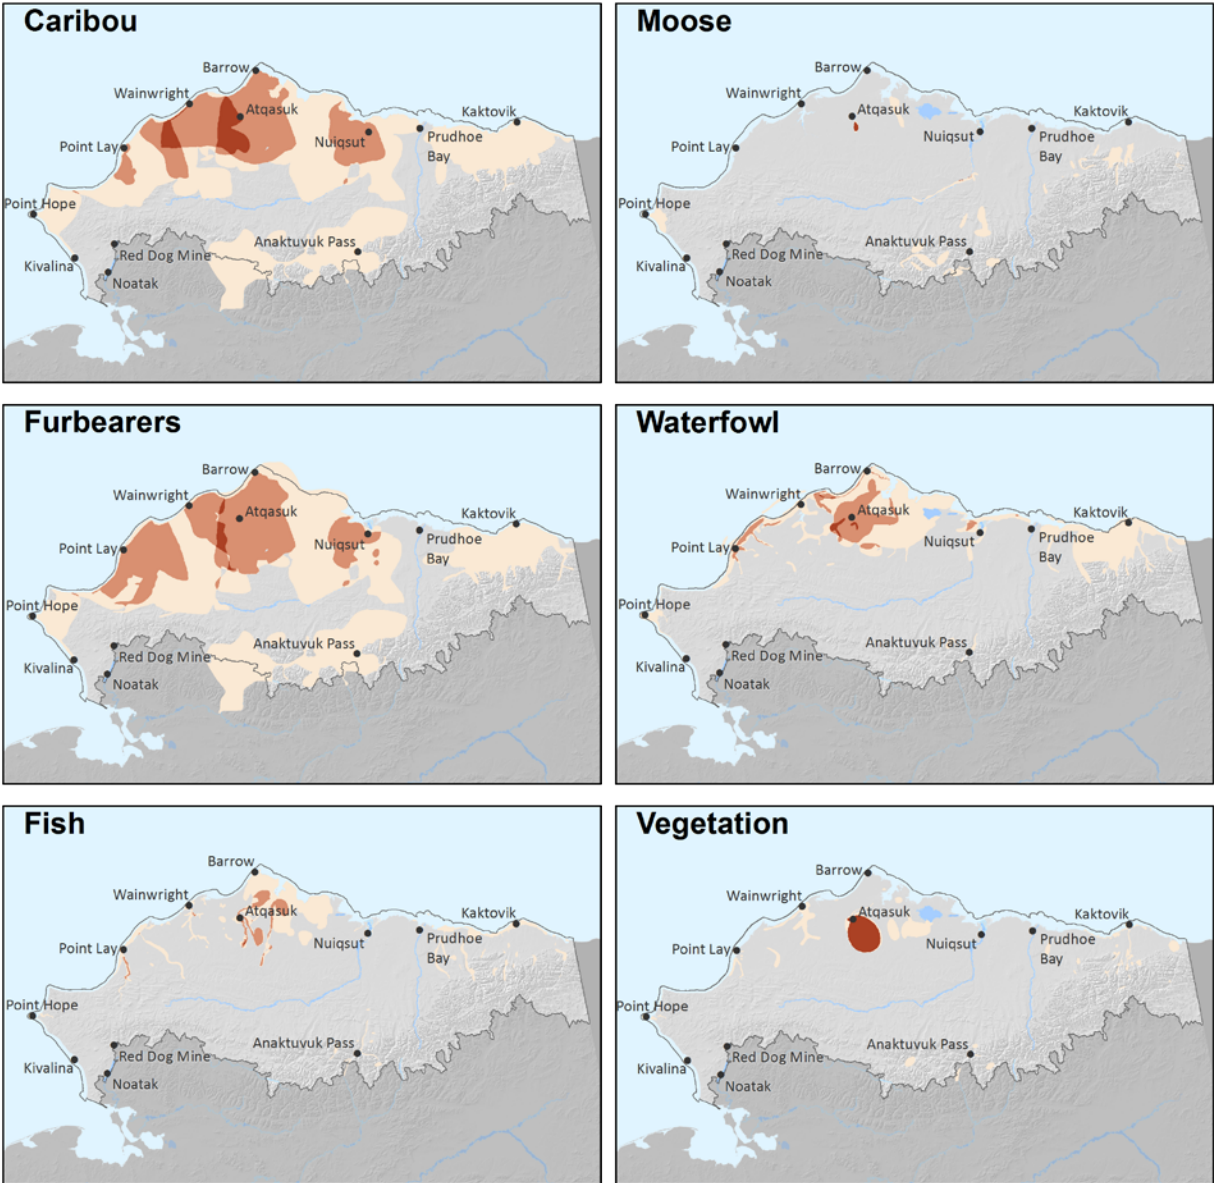 Caribou
Barrow
Wainwright
Atqasuk
Kaktovik
Nuiqsut
Prudhoe
Bay
Point Lay
Point Hope
Anaktuvuk Pass
Red Dog Mine
Kivalina
Noatak
Moose
Barrow
Wainwright
Atqasuk
Kaktovik
Nuiqsut
Prudhoe
Bay
Point Lay
Point Hope
Anaktuvuk Pass
Red Dog Mine
Kivalina
Noatak
Furbearers
Barrow
Wainwright
Atqasuk
Kaktovik
Nuiqsut
Prudhoe
Bay
Point Lay
Point Hope
Anaktuvuk Pass
Red Dog Mine
Kivalina
Noatak
Waterfowl
Barrow
Wainwright
Atqasuk
Kaktovik
Nuiqsut
Prudhoe
Bay
Point Lay
Point Hope
Anaktuvuk Pass
Red Dog Mine
Kivalina
Noatak
Fish
Barrow
Wainwright
Atqasuk
Kaktovik
Nuiqsut
Prudhoe
Bay
Point Lay
Point Hope
Anaktuvuk Pass
Red Dog Mine
Kivalina
Noatak
Vegetation
Barrow
Wainwright
Atqasuk
Kaktovik
Nuiqsut
Prudhoe
Bay
Point Lay
Point Hope
Anaktuvuk Pass
Red Dog Mine
Kivalina
Noatak